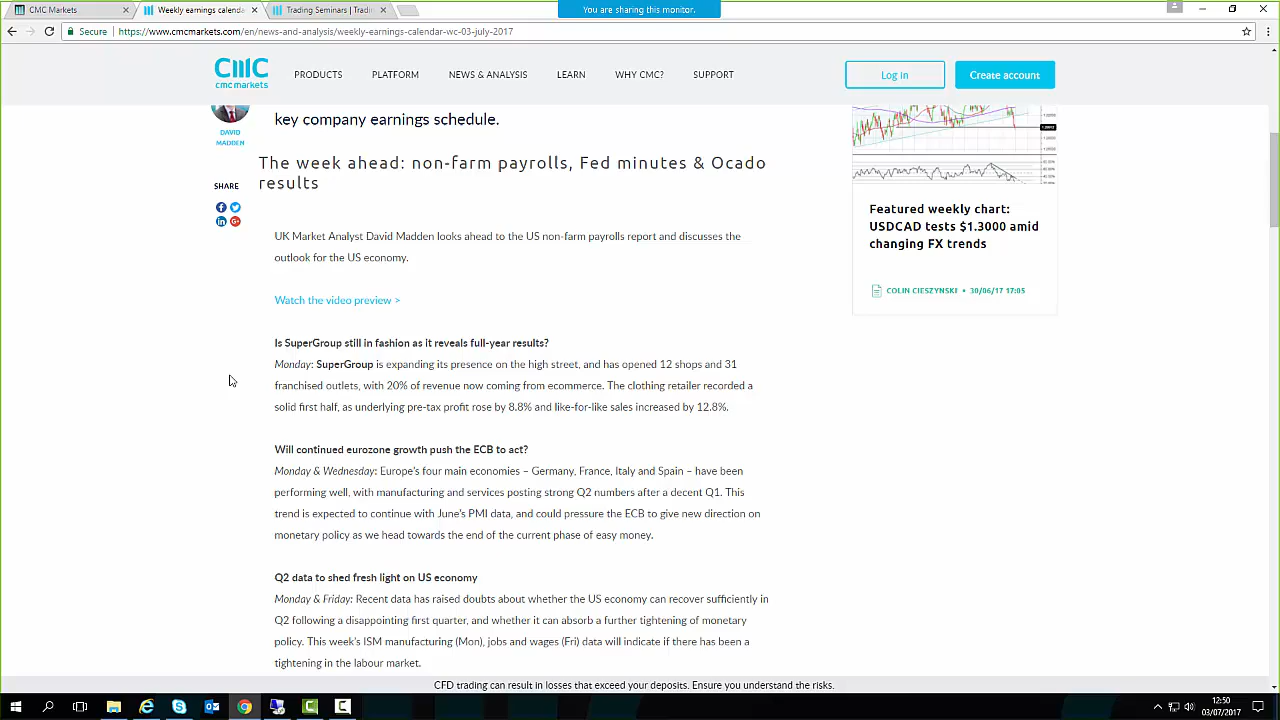 CMC Markets
Weekly earnings calenda
Trading Seminars | Tradin
You are sharing this monitor.
Secure
https://www.cmcmarkets.com/en/news-and-analysis/weekly-earnings-calendar-wc-03-july-2017
CMC
cmc markets
PRODUCTS
PLATFORM
NEWS & ANALYSIS
LEARN
WHY CMC?
SUPPORT
Log in
Create account
key company earnings schedule.
DAVID
MADDEN
The week ahead: non-farm payrolls, Fed minutes & Ocado
results
SHARE
UK Market Analyst David Madden looks ahead to the US non-farm payrolls report and discusses the
outlook for the US economy.
Watch the video preview >
Is SuperGroup still in fashion as it reveals full-year results?
Monday: SuperGroup is expanding its presence on the high street, and has opened 12 shops and 31
franchised outlets, with 20% of revenue now coming from ecommerce. The clothing retailer recorded a
solid first half, as underlying pre-tax profit rose by 8.8% and like-for-like sales increased by 12.8%.
Will continued eurozone growth push the ECB to act?
Monday & Wednesday: Europe's four main economies – Germany, France, Italy and Spain – have been
performing well, with manufacturing and services posting strong Q2 numbers after a decent Q1. This
trend is expected to continue with June's PMI data, and could pressure the ECB to give new direction on
monetary policy as we head towards the end of the current phase of easy money.
Q2 data to shed fresh light on US economy
Monday & Friday: Recent data has raised doubts about whether the US economy can recover sufficiently in
Q2 following a disappointing first quarter, and whether it can absorb a further tightening of monetary
policy. This week's ISM manufacturing (Mon), jobs and wages (Fri) data will indicate if there has been a
tightening in the labour market.
Featured weekly chart:
USDCAD tests $1.3000 amid
changing FX trends
COLIN CIESZYNSKI • 30/06/17 17:05
CFD trading can result in losses that exceed your deposits. Ensure you understand the risks.
12:50
03/07/2017